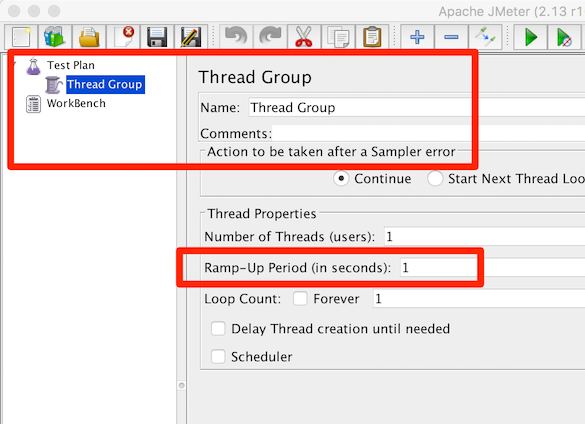 Apache JMeter (2.13 r1
Test Plan
Thread Group
WorkBench
Thread Group
Name: Thread Group
Comments:
Action to be taken after a Sampler error
Continue Start Next Thread Loo
Thread Properties
Number of Threads (users): 1
Ramp-Up Period (in seconds): 1
Loop Count: Forever 1
Delay Thread creation until needed
Scheduler